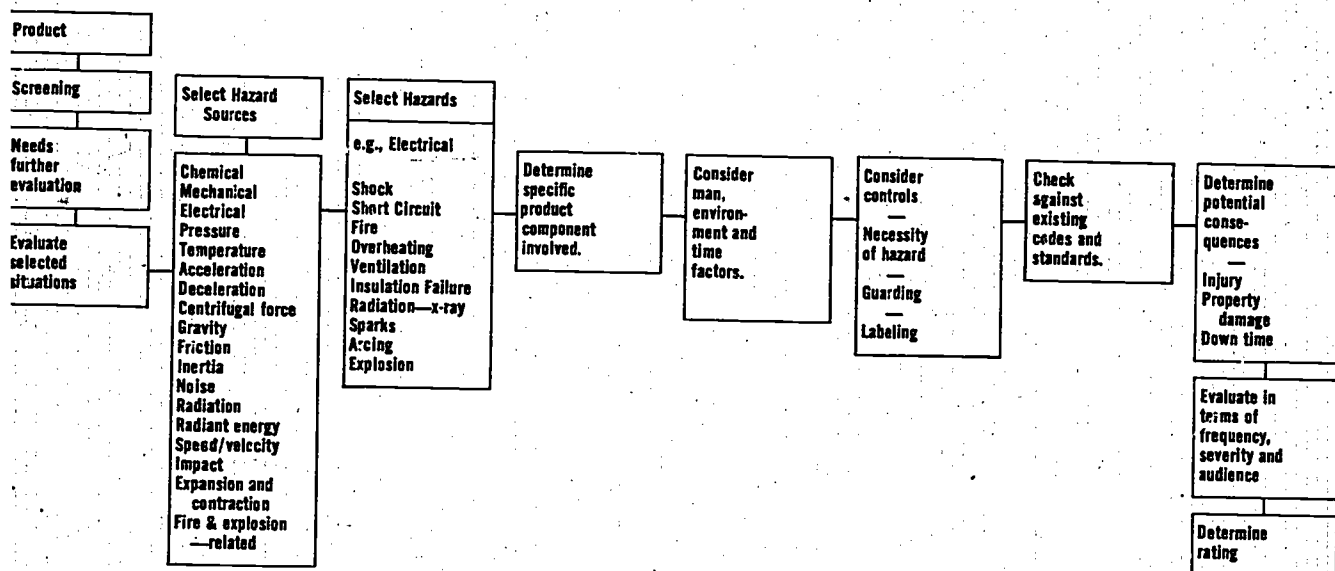 Product
Screening
Needs
further
evaluation
Evaluate
selected
situations
Select Hazard
Sources
Chemical
Mechanical
Electrical
Pressure
Temperature
Acceleration
Deceleration
Centrifugal force
Gravity
Friction
Inertia
Noise
Radiation
Radiant energy
Speed/velocity
Impact
Expansion and
contraction
Fire & explosion
—related
Select Hazards
e.g., Electrical
Shock
Short Circuit
Fire
Overheating
Ventilation
Insulation Failure
Radiation—x-ray
Sparks
Arcing
Explosion
Determine
specific
product
component
involved.
Consider
man,
environ-
ment and
time
factors.
Consider
controls
—
Necessity
of hazard
—
Guarding
—
Labeling
Check
against
existing
codes and
standards.
Determine
potential
conse-
quences
—
Injury
Property
damage
Down time
Evaluate in
terms of
frequency,
severity and
audience
Determine
rating